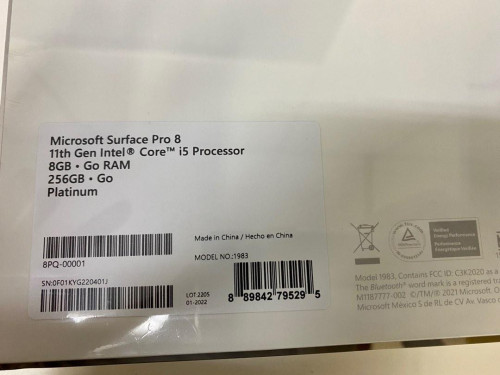 Microsoft Surface Pro 8
11th Gen Intel® Core™ i5 Processor
8GB • Go RAM
256GB • Go
Platinum
8PQ-00001
SN:0F01KYG220401J
Made in China / Hecho en China
MODEL NO.:1983
LOT:2205
01-2022
8 89842 79529 5
Model 1983, Contains FCC ID: C3K2020 as a
The Bluetooth® word mark is a registered tra
M1187777-002 ©/TM/® 2021 Microsoft. O
Microsoft México S de RL de CV Av. Vasco